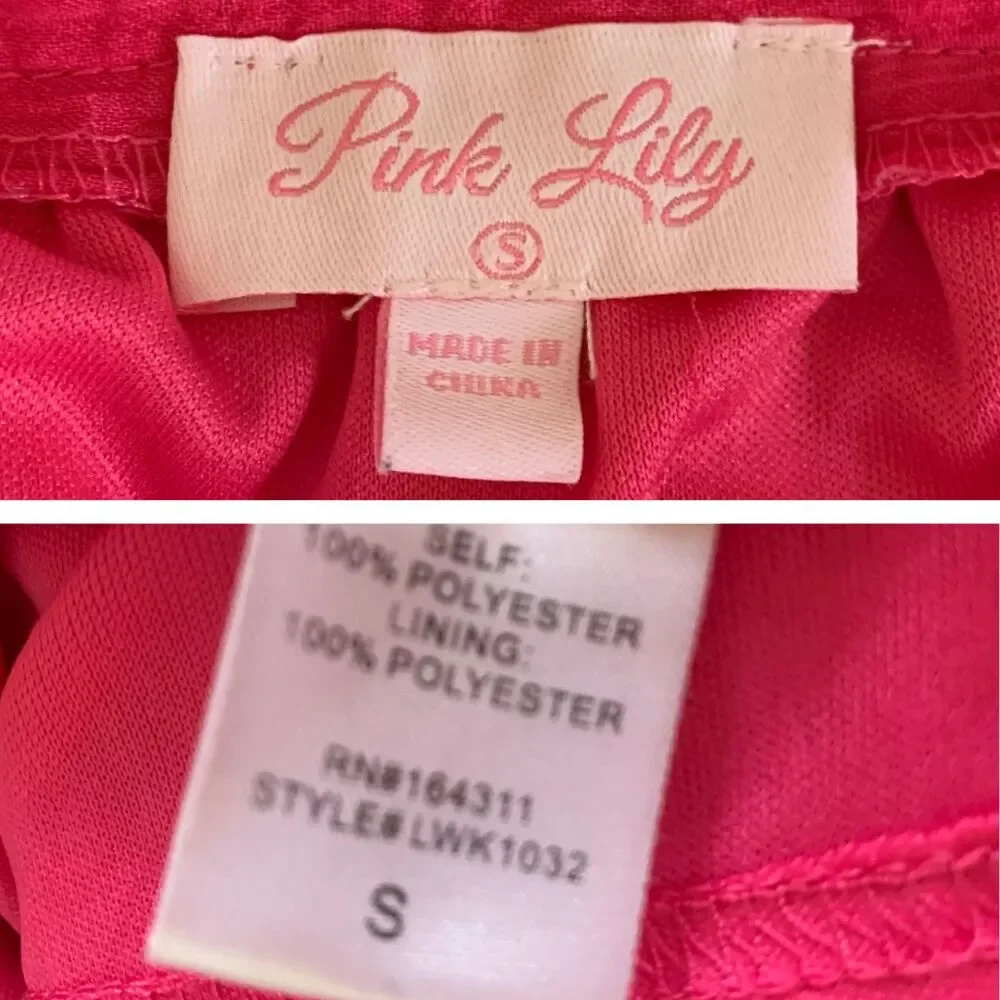 Pink Lily
S
MADE IN
CHINA
SELF:
100% POLYESTER
LINING:
100% POLYESTER
RN#164311
STYLE# LWK1032
S